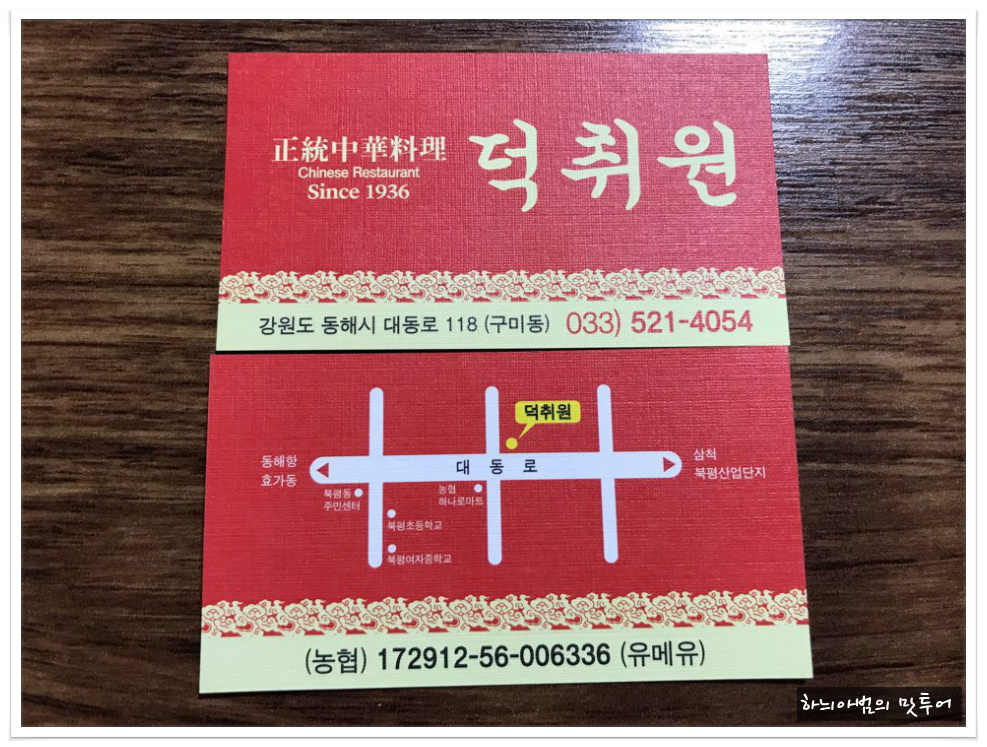 正統中華料理
Chinese Restaurant
Since 1936
덕취원
강원도 동해시 대동로 118 (구미동) 033) 521-4054
덕취원
동해항
효가동
대동로
삼척
북평산업단지
북평동
주민센터
농협
하나로마트
북평초등학교
북평여자중학교
(농협) 172912-56-006336 (유메유)
하늬아범의 맛투어